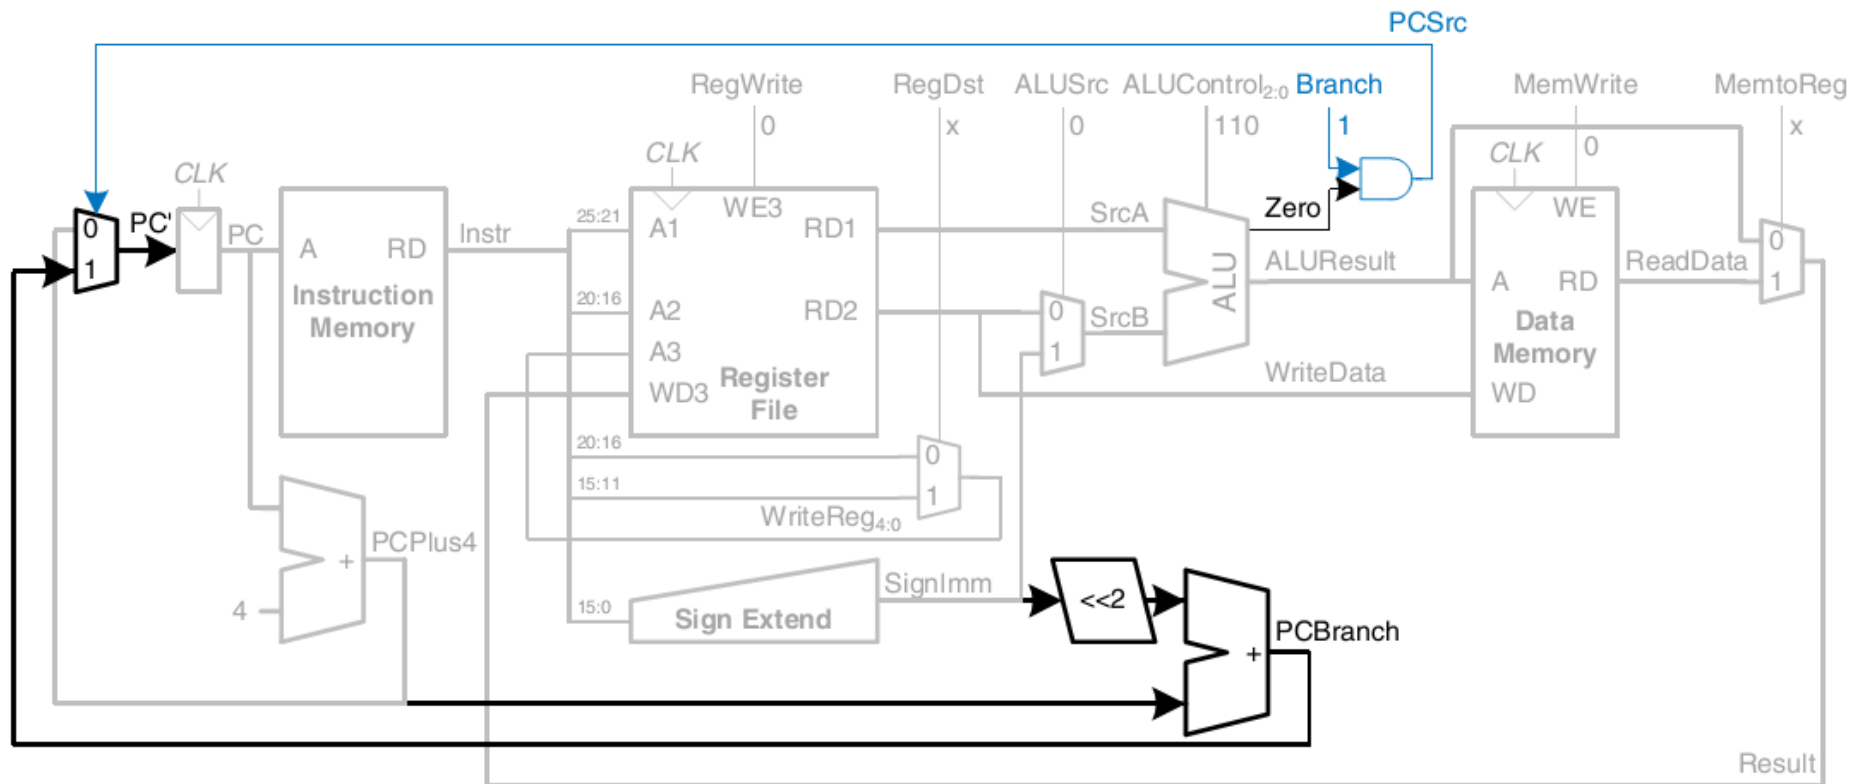 PCSrc
RegWrite RegDst ALUSrc ALUControl2:0 Branch MemWrite MemtoReg
0 x 0 110 1 0 x
CLK CLK CLK
0 PC' PC
1
A RD Instr
Instruction
Memory
25:21 A1 WE3 RD1
20:16 A2 RD2
A3
WD3 Register
File
SrcA
0 SrcB
1
ALU
Zero
ALUResult
WriteData
WE
A RD ReadData
Data
Memory
WD
0
1
20:16 0
15:11 1
WriteReg4:0
PCPlus4
+
4
15:0 Sign Extend SignImm
<<2
PCBranch
+
Result